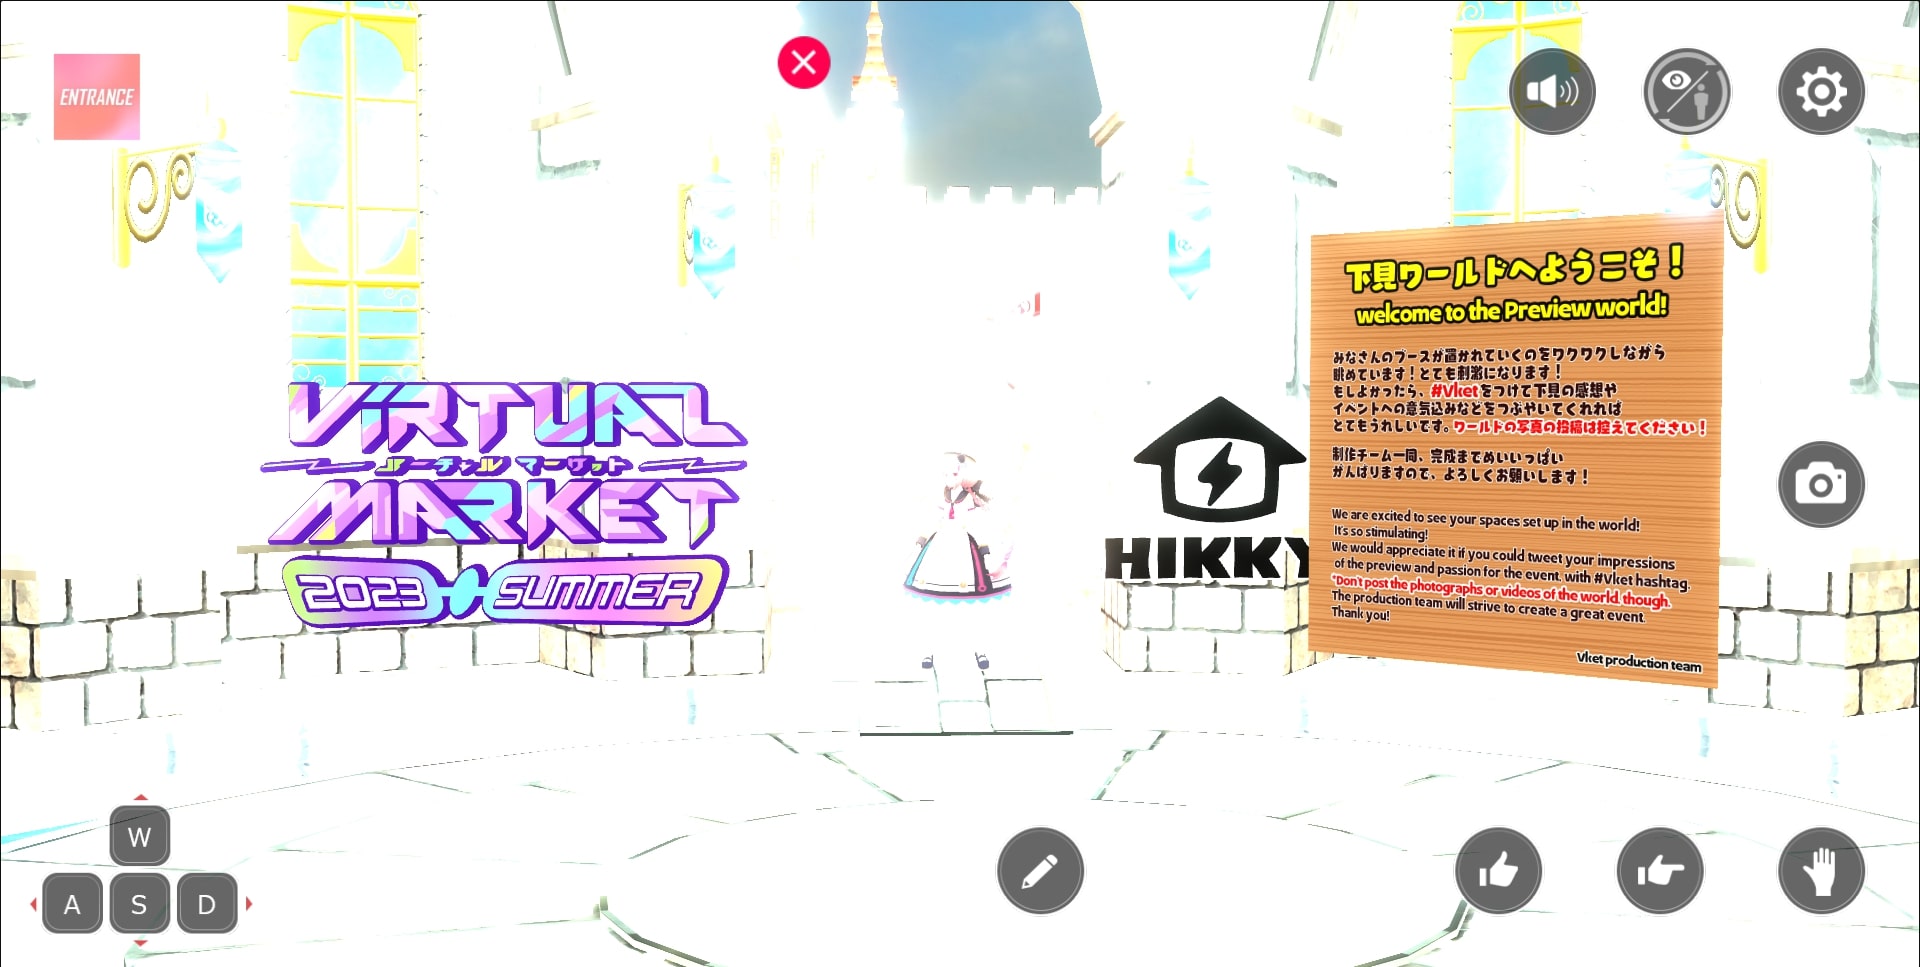 ENTRANCE
VIRTUAL
バーチャル マーケット
MARKET
2023 SUMMER
HIKKY
下見ワールドへようこそ！
welcome to the Preview world!
みなさんのブースが置かれていくのをワクワクしながら
眺めています！とても刺激になります！
もしよかったら、#Vketをつけて下見の感想や
イベントへの意気込みなどをつぶやいてくれれば
とてもうれしいです。ワールドの写真の投稿は控えてください！
制作チーム一同、完成までめいいっぱい
がんばりますので、よろしくお願いします！
We are excited to see your spaces set up in the world!
It's so stimulating!
We would appreciate it if you could tweet your impressions
of the preview and passion for the event. with #Vket hashtag.
*Don't post the photographs or videos of the world, though.
The production team will strive to create a great event.
Thank you!
Vket production team
W
A S D